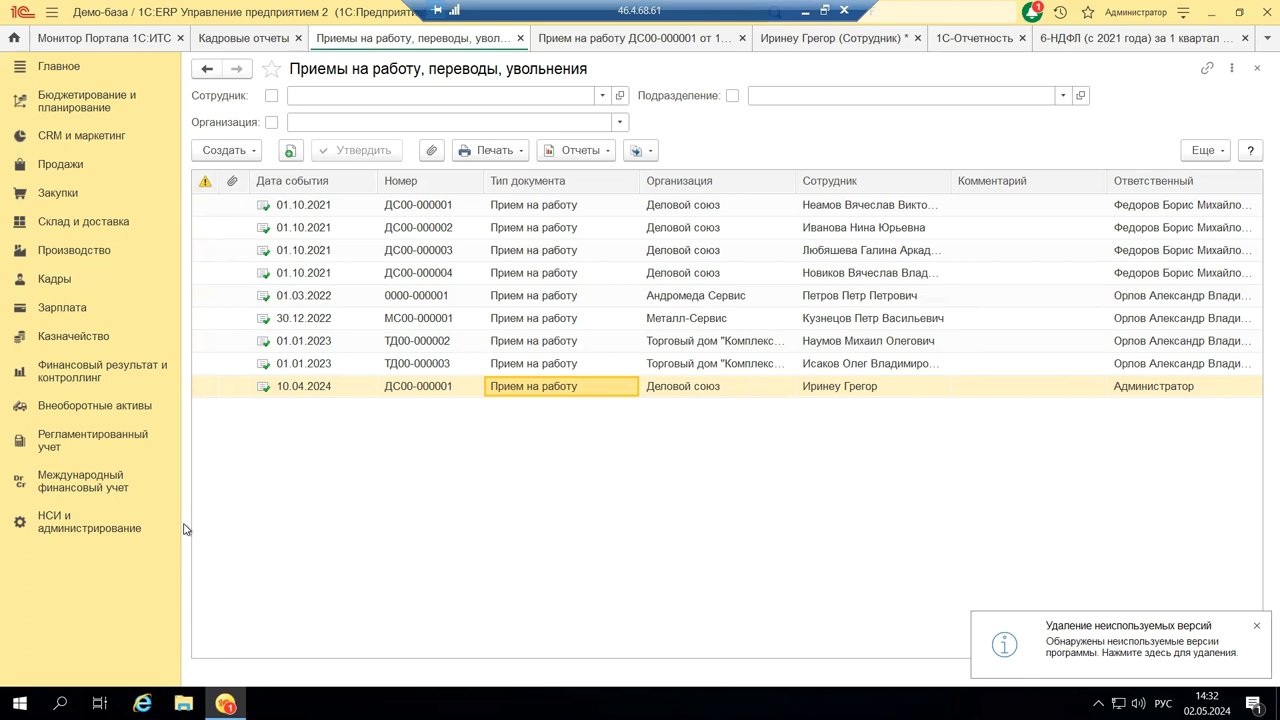 Демо-база / 1С:ERP Управление предприятием 2 (1С:Предприяти
46.4.68.61
Администратор
Монитор Портала 1С:ИТС
Кадровые отчеты
Приемы на работу, переводы, увол...
Прием на работу ДС00-000001 от 1...
Иринеу Грегор (Сотрудник) *
1С-Отчетность
6-НДФЛ (с 2021 года) за 1 квартал ...
Приемы на работу, переводы, увольнения
Сотрудник:
Подразделение:
Организация:
Создать
Утвердить
Печать
Отчеты
Еще
?
Дата события Номер Тип документа Организация Сотрудник Комментарий Ответственный
01.10.2021 ДС00-000001 Прием на работу Деловой союз Неамов Вячеслав Викто... Федоров Борис Михайло...
01.10.2021 ДС00-000002 Прием на работу Деловой союз Иванова Нина Юрьевна Федоров Борис Михайло...
01.10.2021 ДС00-000003 Прием на работу Деловой союз Любяшева Галина Аркад... Федоров Борис Михайло...
01.10.2021 ДС00-000004 Прием на работу Деловой союз Новиков Вячеслав Влад... Федоров Борис Михайло...
01.03.2022 0000-000001 Прием на работу Андромеда Сервис Петров Петр Петрович Орлов Александр Влади...
30.12.2022 МС00-000001 Прием на работу Металл-Сервис Кузнецов Петр Васильевич Орлов Александр Влади...
01.01.2023 ТД00-000002 Прием на работу Торговый дом "Комплекс... Наумов Михаил Олегович Орлов Александр Влади...
01.01.2023 ТД00-000003 Прием на работу Торговый дом "Комплекс... Исаков Олег Владимиро... Орлов Александр Влади...
10.04.2024 ДС00-000001 Прием на работу Деловой союз Иринеу Грегор Администратор
Главное
Бюджетирование и
планирование
CRM и маркетинг
Продажи
Закупки
Склад и доставка
Производство
Кадры
Зарплата
Казначейство
Финансовый результат и
контроллинг
Внеоборотные активы
Регламентированный
учет
Международный
финансовый учет
НСИ и
администрирование
Удаление неиспользуемых версий
Обнаружены неиспользуемые версии
программы. Нажмите здесь для удаления.
РУС
14:32
02.05.2024